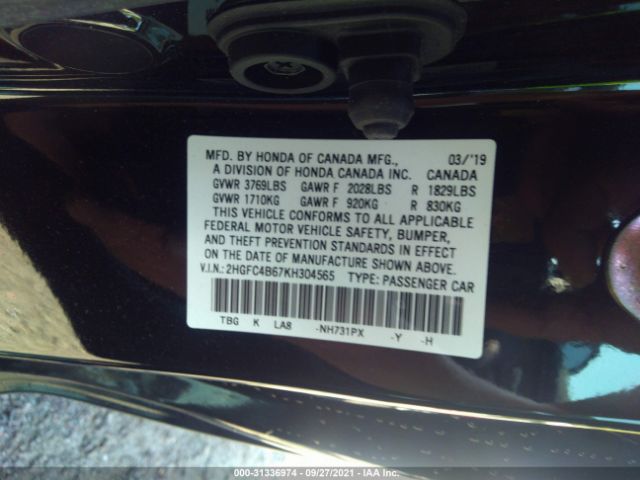 MFD. BY HONDA OF CANADA MFG., 03/'19
A DIVISION OF HONDA CANADA INC. CANADA
GVWR 3769LBS GAWR F 2028LBS R 1829LBS
GVWR 1710KG GAWR F 920KG R 830KG
THIS VEHICLE CONFORMS TO ALL APPLICABLE
FEDERAL MOTOR VEHICLE SAFETY, BUMPER,
AND THEFT PREVENTION STANDARDS IN EFFECT
ON THE DATE OF MANUFACTURE SHOWN ABOVE.
V.I.N.: 2HGFC4B67KH304565 TYPE: PASSENGER CAR
TBG K LA8 -NH731PX -Y -H
000-31336974 | 09/27/2021 | IAA Inc.